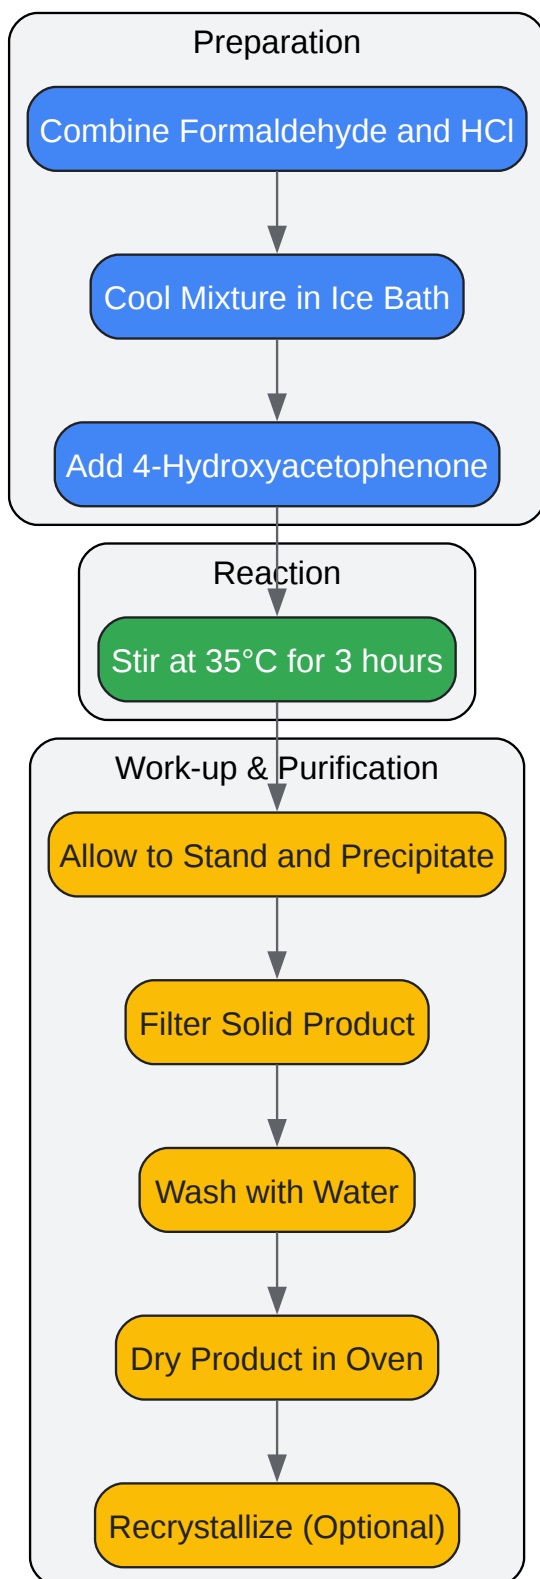 Preparation
Combine Formaldehyde and HCl
Cool Mixture in Ice Bath
Add 4-Hydroxyacetophenone
Reaction
Stir at 35°C for 3 hours
Work-up & Purification
Allow to Stand and Precipitate
Filter Solid Product
Wash with Water
Dry Product in Oven
Recrystallize (Optional)